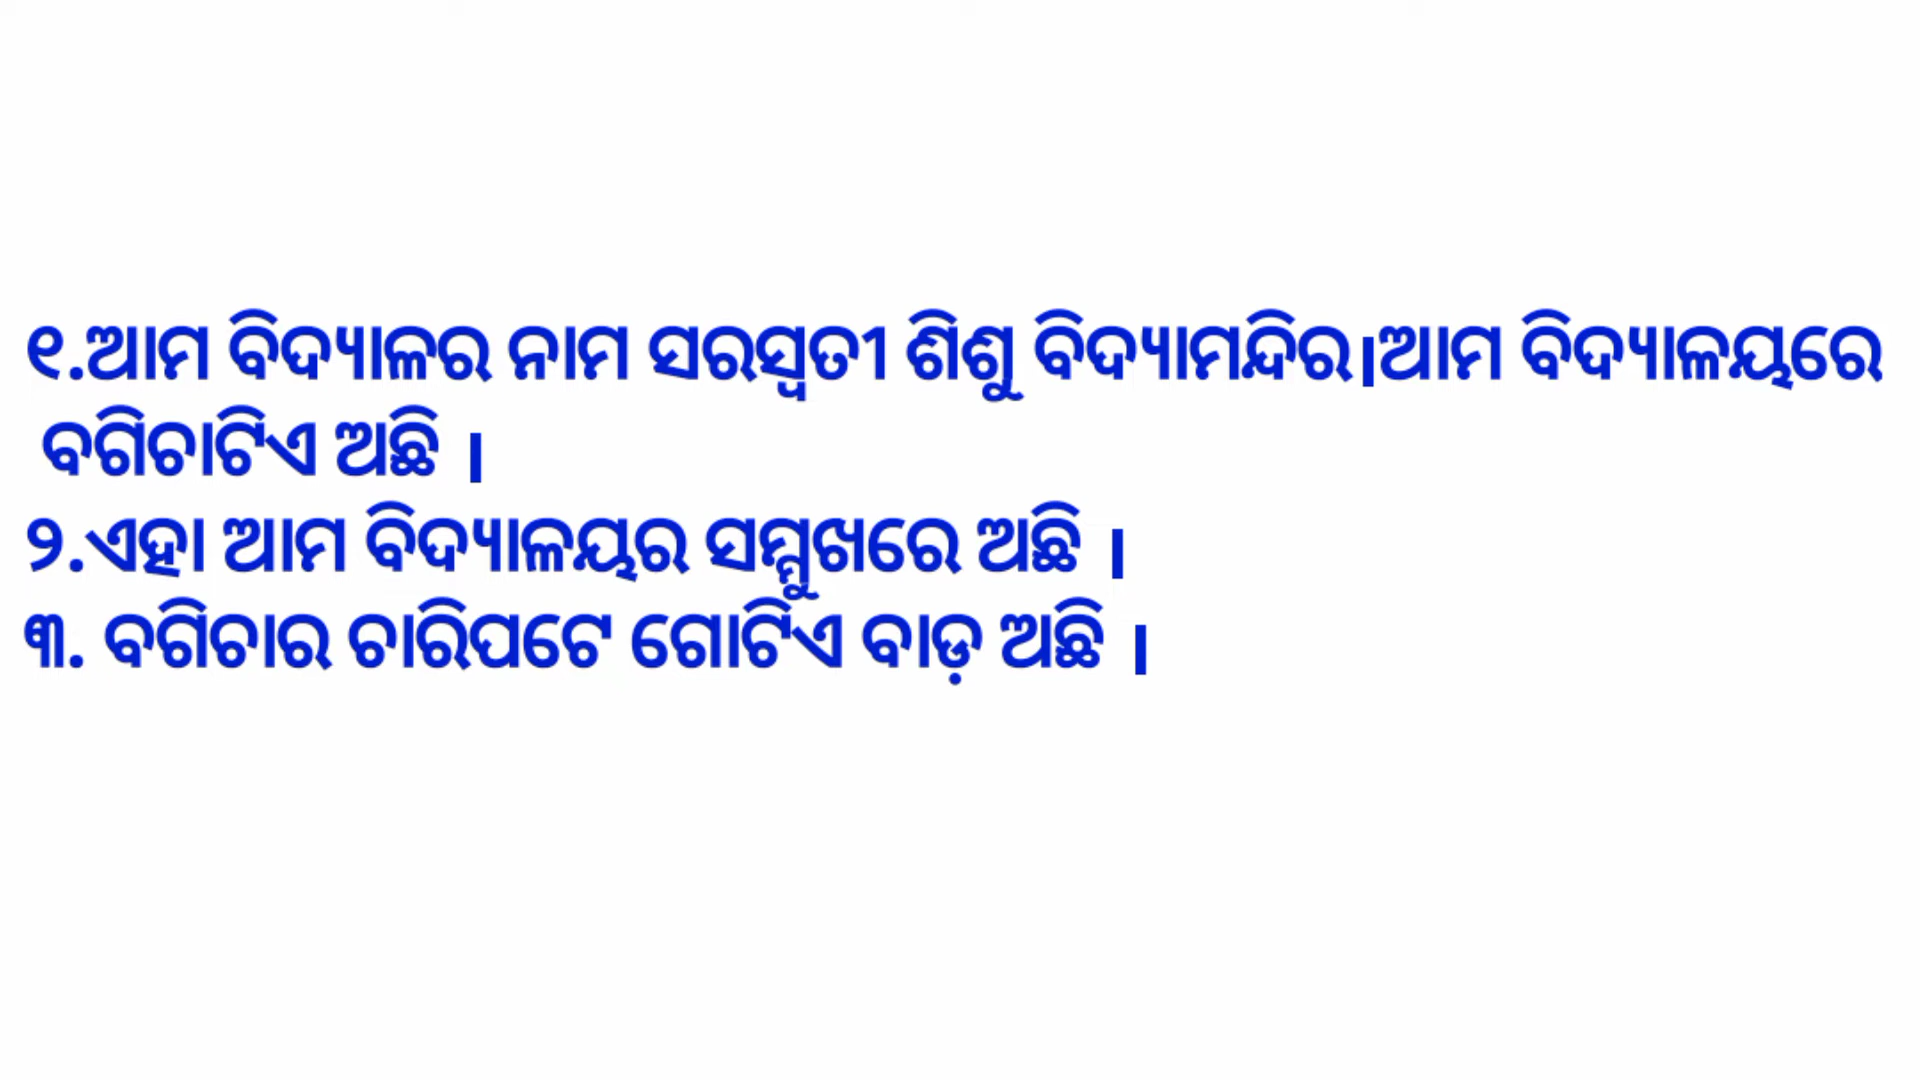 ୧.ଆମ ବିଦ୍ୟାଳର ନାମ ସରସ୍ୱତୀ ଶିଶୁ ବିଦ୍ୟାମନ୍ଦିର।ଆମ ବିଦ୍ୟାଳୟରେ
ବଗିଚାଟିଏ ଅଛି ।
୨.ଏହା ଆମ ବିଦ୍ୟାଳୟର ସମ୍ମୁଖରେ ଅଛି ।
୩. ବଗିଚାର ଚାରିପଟେ ଗୋଟିଏ ବାଡ଼ ଅଛି ।